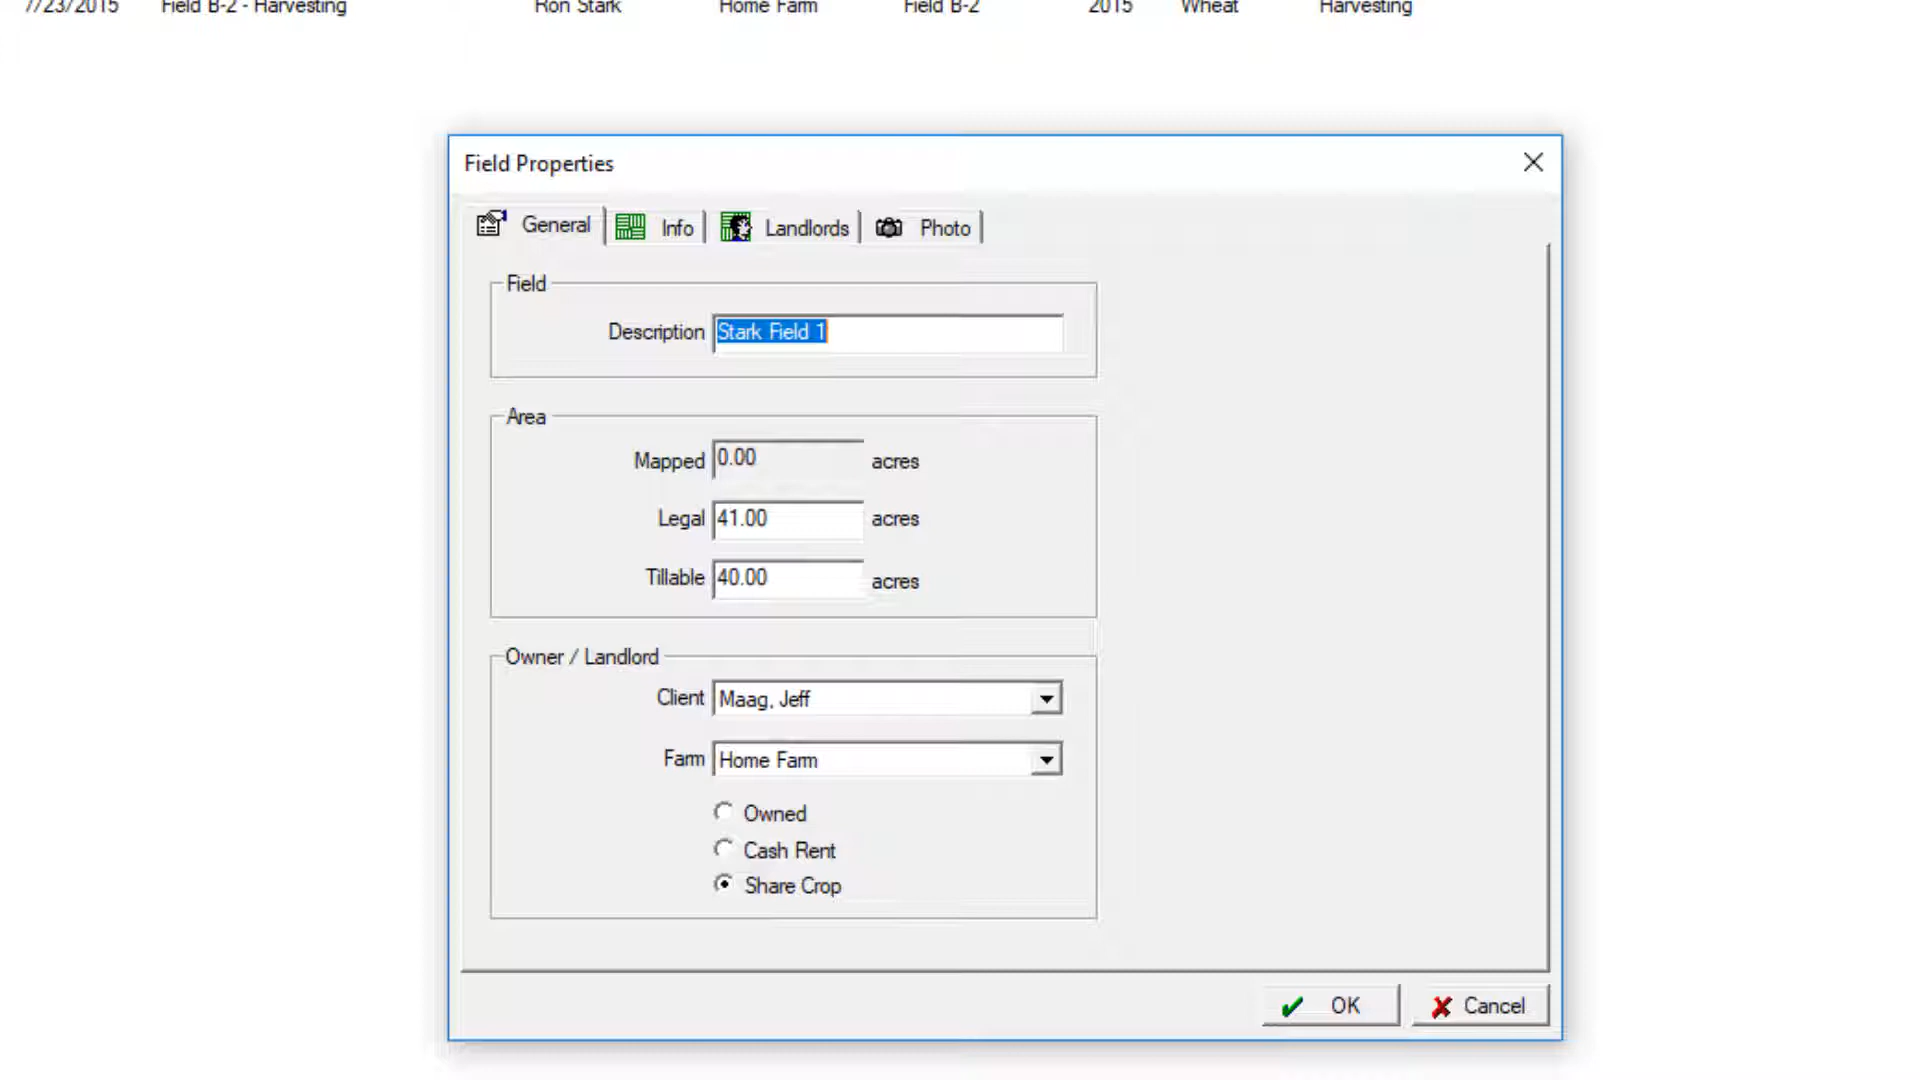 7/23/2015 Field B-2 - Harvesting Ron Stark Home Farm Field B-2 2015 Wheat Harvesting
Field Properties
General Info Landlords Photo
Field
Description Stark Field 1
Area
Mapped 0.00 acres
Legal 41.00 acres
Tillable 40.00 acres
Owner / Landlord
Client Maag, Jeff
Farm Home Farm
Owned
Cash Rent
Share Crop
OK Cancel